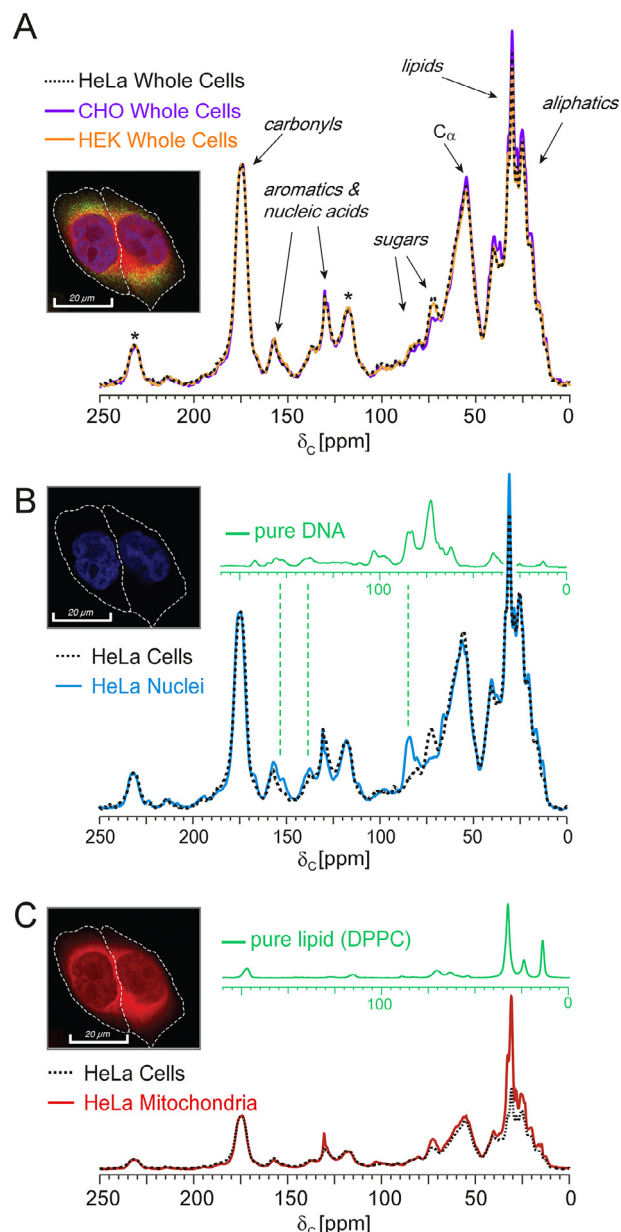 A
HeLa Whole Cells
CHO Whole Cells
HEK Whole Cells
lipids
aliphatics
carbonyls
Cα
aromatics &
nucleic acids
sugars
*
*
20 µm
250 200 150 100 50 0
δC [ppm]
B
pure DNA
100 0
20 µm
HeLa Cells
HeLa Nuclei
250 200 150 100 50 0
δC [ppm]
C
pure lipid (DPPC)
100 0
20 µm
HeLa Cells
HeLa Mitochondria
250 200 150 100 50 0
δC [ppm]